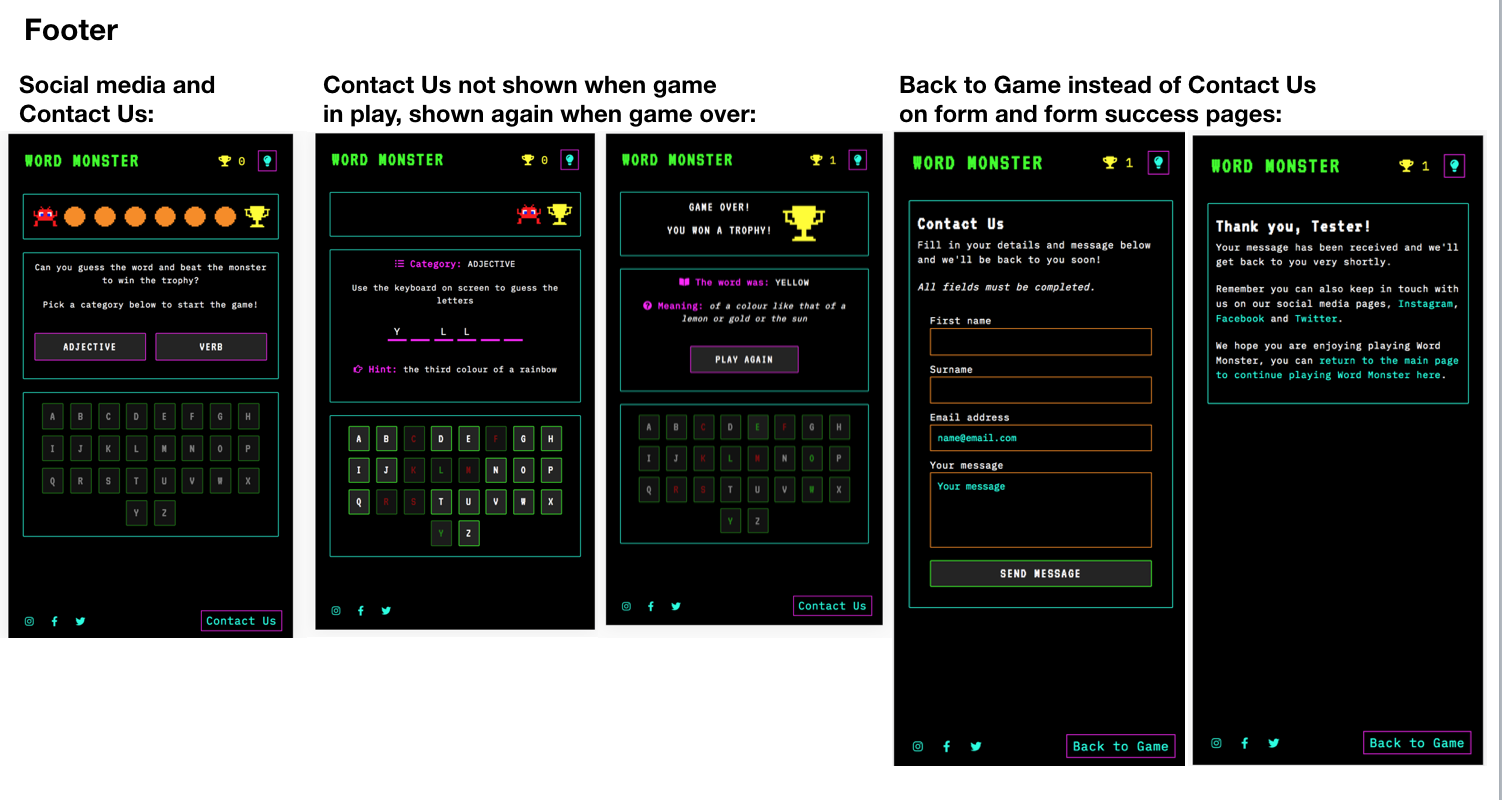 Footer
Social media and
Contact Us:
WORD MONSTER 0
Can you guess the word and beat the monster
to win the trophy?
Pick a category below to start the game!
ADJECTIVE VERB
A B C D E F G H
I J K L M N O P
Q R S T U V W X
Y Z
Contact Us
Contact Us not shown when game
in play, shown again when game over:
WORD MONSTER 0
Category: ADJECTIVE
Use the keyboard on screen to guess the
letters
Y _ L L _ _
Hint: the third colour of a rainbow
A B C D E F G H
I J K L M N O P
Q R S T U V W X
Y Z
WORD MONSTER 1
GAME OVER!
YOU WON A TROPHY!
The word was: YELLOW
Meaning: of a colour like that of a
lemon or gold or the sun
PLAY AGAIN
A B C D E F G H
I J K L M N O P
Q R S T U V W X
Y Z
Contact Us
Back to Game instead of Contact Us
on form and form success pages:
WORD MONSTER 1
Contact Us
Fill in your details and message below
and we'll be back to you soon!
All fields must be completed.
First name
Surname
Email address
name@email.com
Your message
Your message
SEND MESSAGE
Back to Game
WORD MONSTER 1
Thank you, Tester!
Your message has been received and we'll
get back to you very shortly.
Remember you can also keep in touch with
us on our social media pages, Instagram,
Facebook and Twitter.
We hope you are enjoying playing Word
Monster, you can return to the main page
to continue playing Word Monster here.
Back to Game